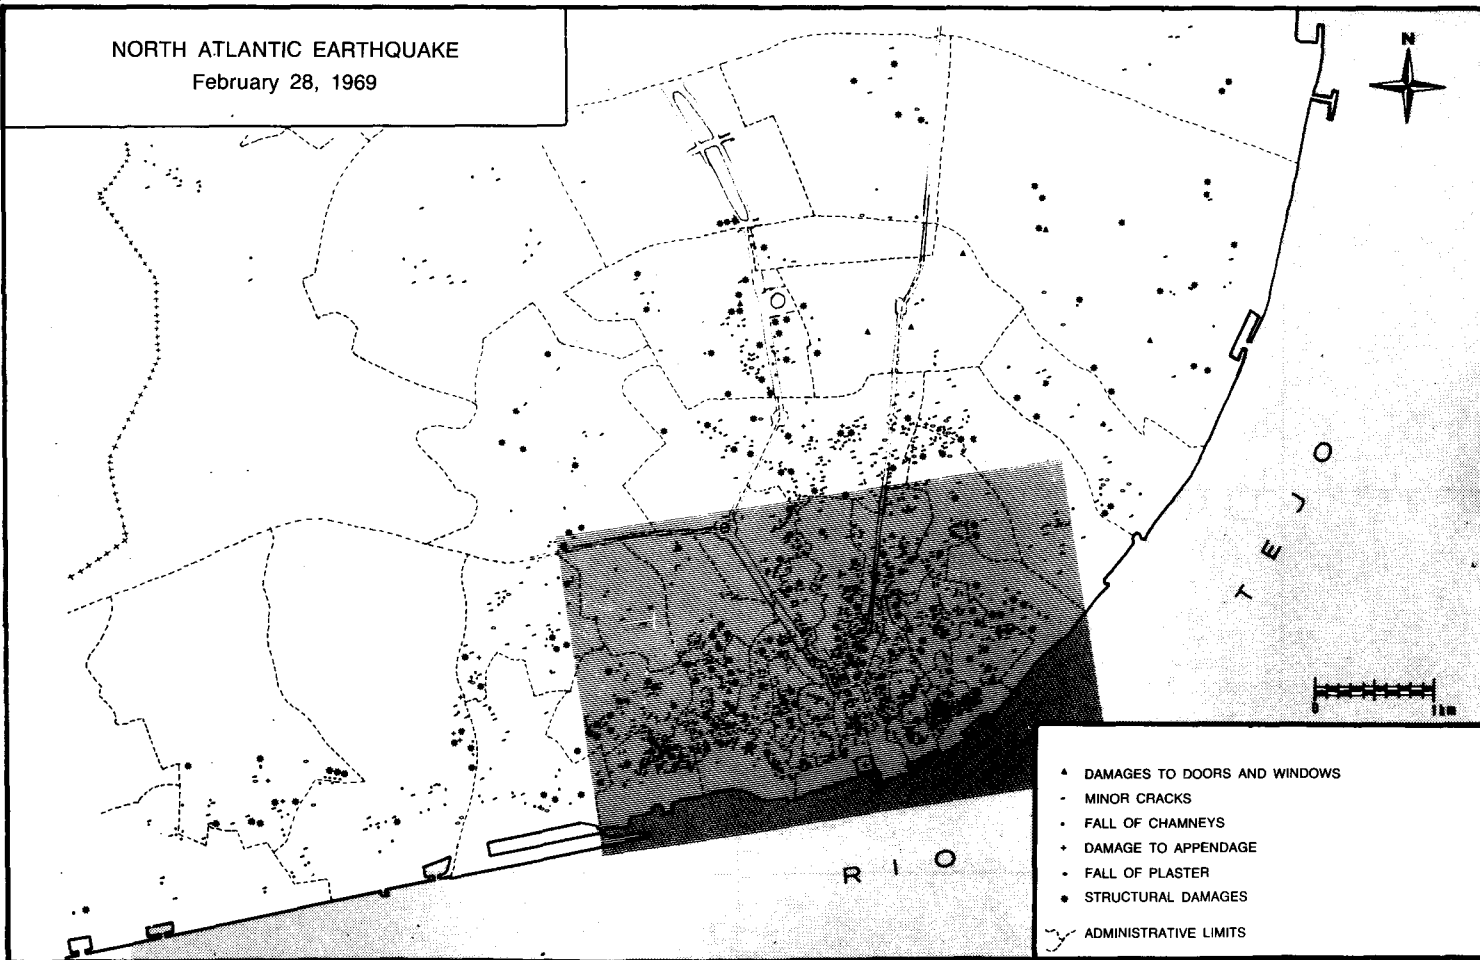 NORTH ATLANTIC EARTHQUAKE
February 28, 1969
N
TEJO
0 1km
RIO
DAMAGES TO DOORS AND WINDOWS
MINOR CRACKS
FALL OF CHAMNEYS
DAMAGE TO APPENDAGE
FALL OF PLASTER
STRUCTURAL DAMAGES
ADMINISTRATIVE LIMITS